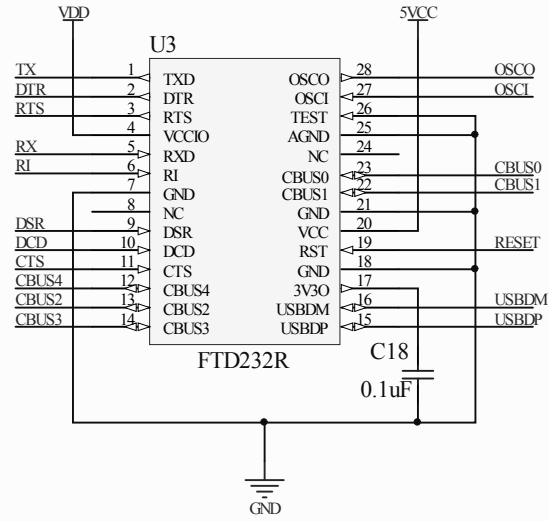 VDD 5VCC
U3
TX 1 TXD OSCO 28 OSCO
DTR 2 DTR OSCI 27 OSCI
RTS 3 RTS TEST 26
4 VCCIO AGND 25
RX 5 RXD NC 24
RI 6 RI CBUS0 23 CBUS0
7 GND CBUS1 22 CBUS1
8 NC GND 21
DSR 9 DSR VCC 20
DCD 10 DCD RST 19 RESET
CTS 11 CTS GND 18
CBUS4 12 CBUS4 3V3O 17
CBUS2 13 CBUS2 USBDM 16 USBDM
CBUS3 14 CBUS3 USBDP 15 USBDP
FTD232R C18
0.1uF
GND